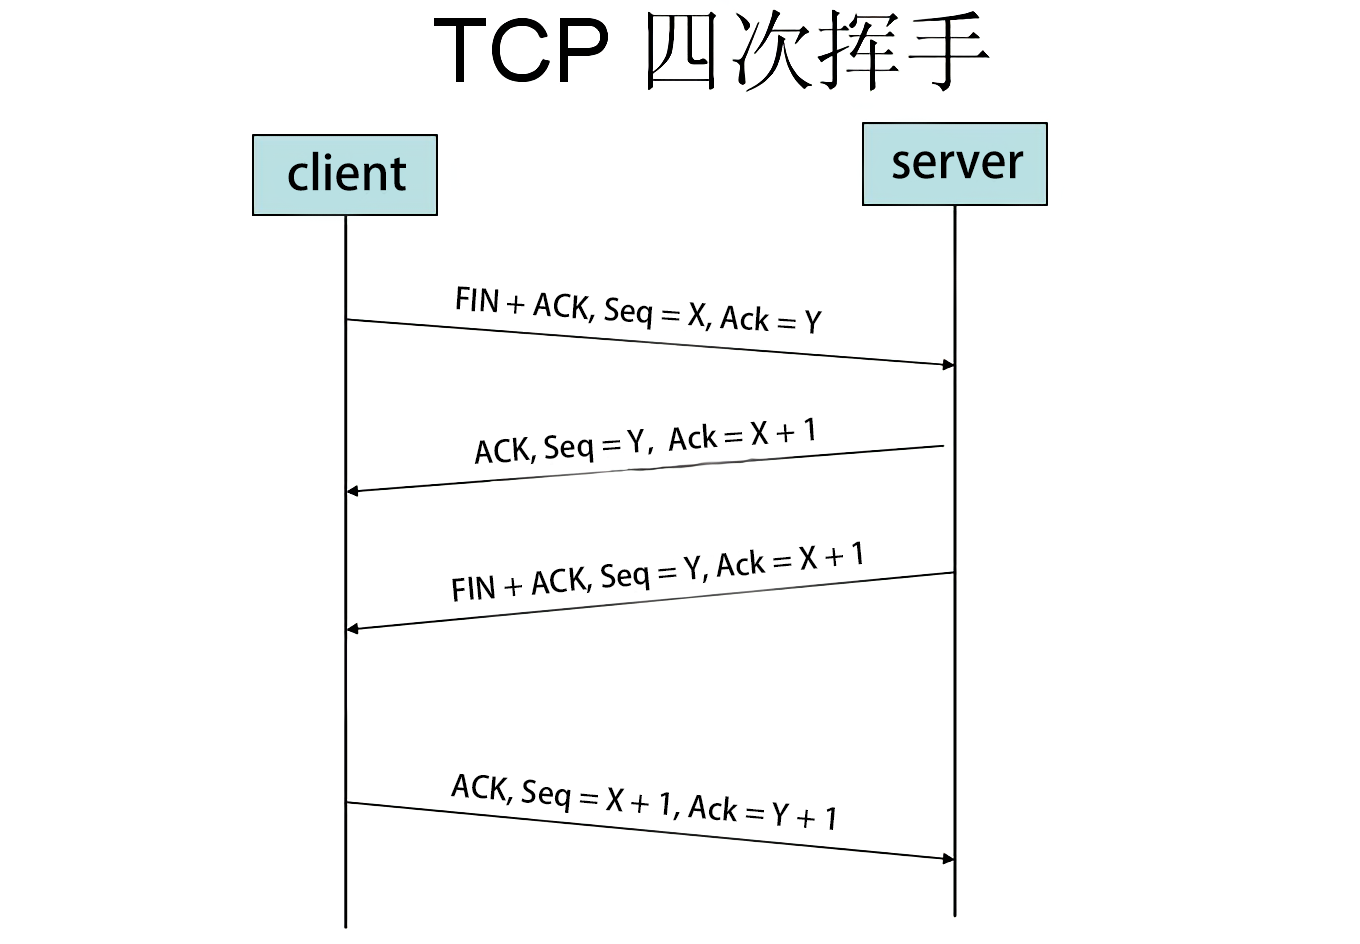 TCP 四次挥手
client
server
FIN + ACK, Seq = X, Ack = Y
ACK, Seq = Y, Ack = X + 1
FIN + ACK, Seq = Y, Ack = X + 1
ACK, Seq = X + 1, Ack = Y + 1